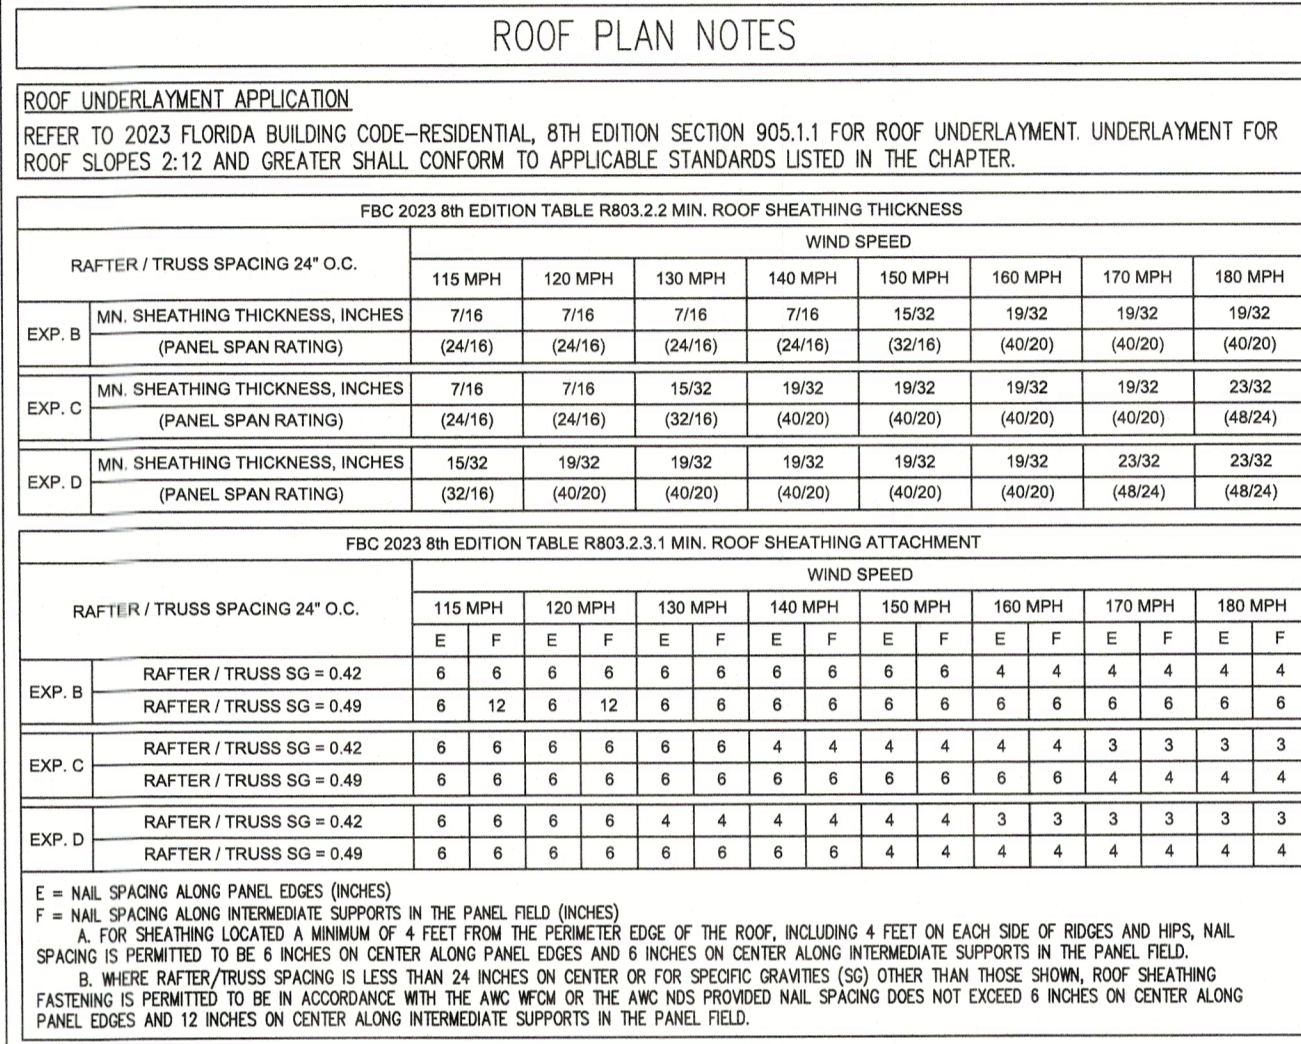 ROOF PLAN NOTES
ROOF UNDERLAYMENT APPLICATION
REFER TO 2023 FLORIDA BUILDING CODE-RESIDENTIAL, 8TH EDITION SECTION 905.1.1 FOR ROOF UNDERLAYMENT. UNDERLAYMENT FOR
ROOF SLOPES 2:12 AND GREATER SHALL CONFORM TO APPLICABLE STANDARDS LISTED IN THE CHAPTER.
FBC 2023 8th EDITION TABLE R803.2.2 MIN. ROOF SHEATHING THICKNESS
RAFTER / TRUSS SPACING 24" O.C.
WIND SPEED
115 MPH 120 MPH 130 MPH 140 MPH 150 MPH 160 MPH 170 MPH 180 MPH
EXP. B
MN. SHEATHING THICKNESS, INCHES 7/16 7/16 7/16 7/16 15/32 19/32 19/32 19/32
(PANEL SPAN RATING) (24/16) (24/16) (24/16) (24/16) (32/16) (40/20) (40/20) (40/20)
EXP. C
MN. SHEATHING THICKNESS, INCHES 7/16 7/16 15/32 19/32 19/32 19/32 19/32 23/32
(PANEL SPAN RATING) (24/16) (24/16) (32/16) (40/20) (40/20) (40/20) (40/20) (48/24)
EXP. D
MN. SHEATHING THICKNESS, INCHES 15/32 19/32 19/32 19/32 19/32 19/32 23/32 23/32
(PANEL SPAN RATING) (32/16) (40/20) (40/20) (40/20) (40/20) (40/20) (48/24) (48/24)
FBC 2023 8th EDITION TABLE R803.2.3.1 MIN. ROOF SHEATHING ATTACHMENT
RAFTER / TRUSS SPACING 24" O.C.
WIND SPEED
115 MPH 120 MPH 130 MPH 140 MPH 150 MPH 160 MPH 170 MPH 180 MPH
E F E F E F E F E F E F E F E F
EXP. B
RAFTER / TRUSS SG = 0.42 6 6 6 6 6 6 6 6 6 6 4 4 4 4 4 4
RAFTER / TRUSS SG = 0.49 6 12 6 12 6 6 6 6 6 6 6 6 6 6 6 6
EXP. C
RAFTER / TRUSS SG = 0.42 6 6 6 6 6 6 4 4 4 4 4 4 3 3 3 3
RAFTER / TRUSS SG = 0.49 6 6 6 6 6 6 6 6 6 6 6 6 4 4 4 4
EXP. D
RAFTER / TRUSS SG = 0.42 6 6 6 6 4 4 4 4 4 4 3 3 3 3 3 3
RAFTER / TRUSS SG = 0.49 6 6 6 6 6 6 6 6 4 4 4 4 4 4 4 4
E = NAIL SPACING ALONG PANEL EDGES (INCHES)
F = NAIL SPACING ALONG INTERMEDIATE SUPPORTS IN THE PANEL FIELD (INCHES)
A. FOR SHEATHING LOCATED A MINIMUM OF 4 FEET FROM THE PERIMETER EDGE OF THE ROOF, INCLUDING 4 FEET ON EACH SIDE OF RIDGES AND HIPS, NAIL
SPACING IS PERMITTED TO BE 6 INCHES ON CENTER ALONG PANEL EDGES AND 6 INCHES ON CENTER ALONG INTERMEDIATE SUPPORTS IN THE PANEL FIELD.
B. WHERE RAFTER/TRUSS SPACING IS LESS THAN 24 INCHES ON CENTER OR FOR SPECIFIC GRAVITIES (SG) OTHER THAN THOSE SHOWN, ROOF SHEATHING
FASTENING IS PERMITTED TO BE IN ACCORDANCE WITH THE AWC WFCM OR THE AWC NDS PROVIDED NAIL SPACING DOES NOT EXCEED 6 INCHES ON CENTER ALONG
PANEL EDGES AND 12 INCHES ON CENTER ALONG INTERMEDIATE SUPPORTS IN THE PANEL FIELD.